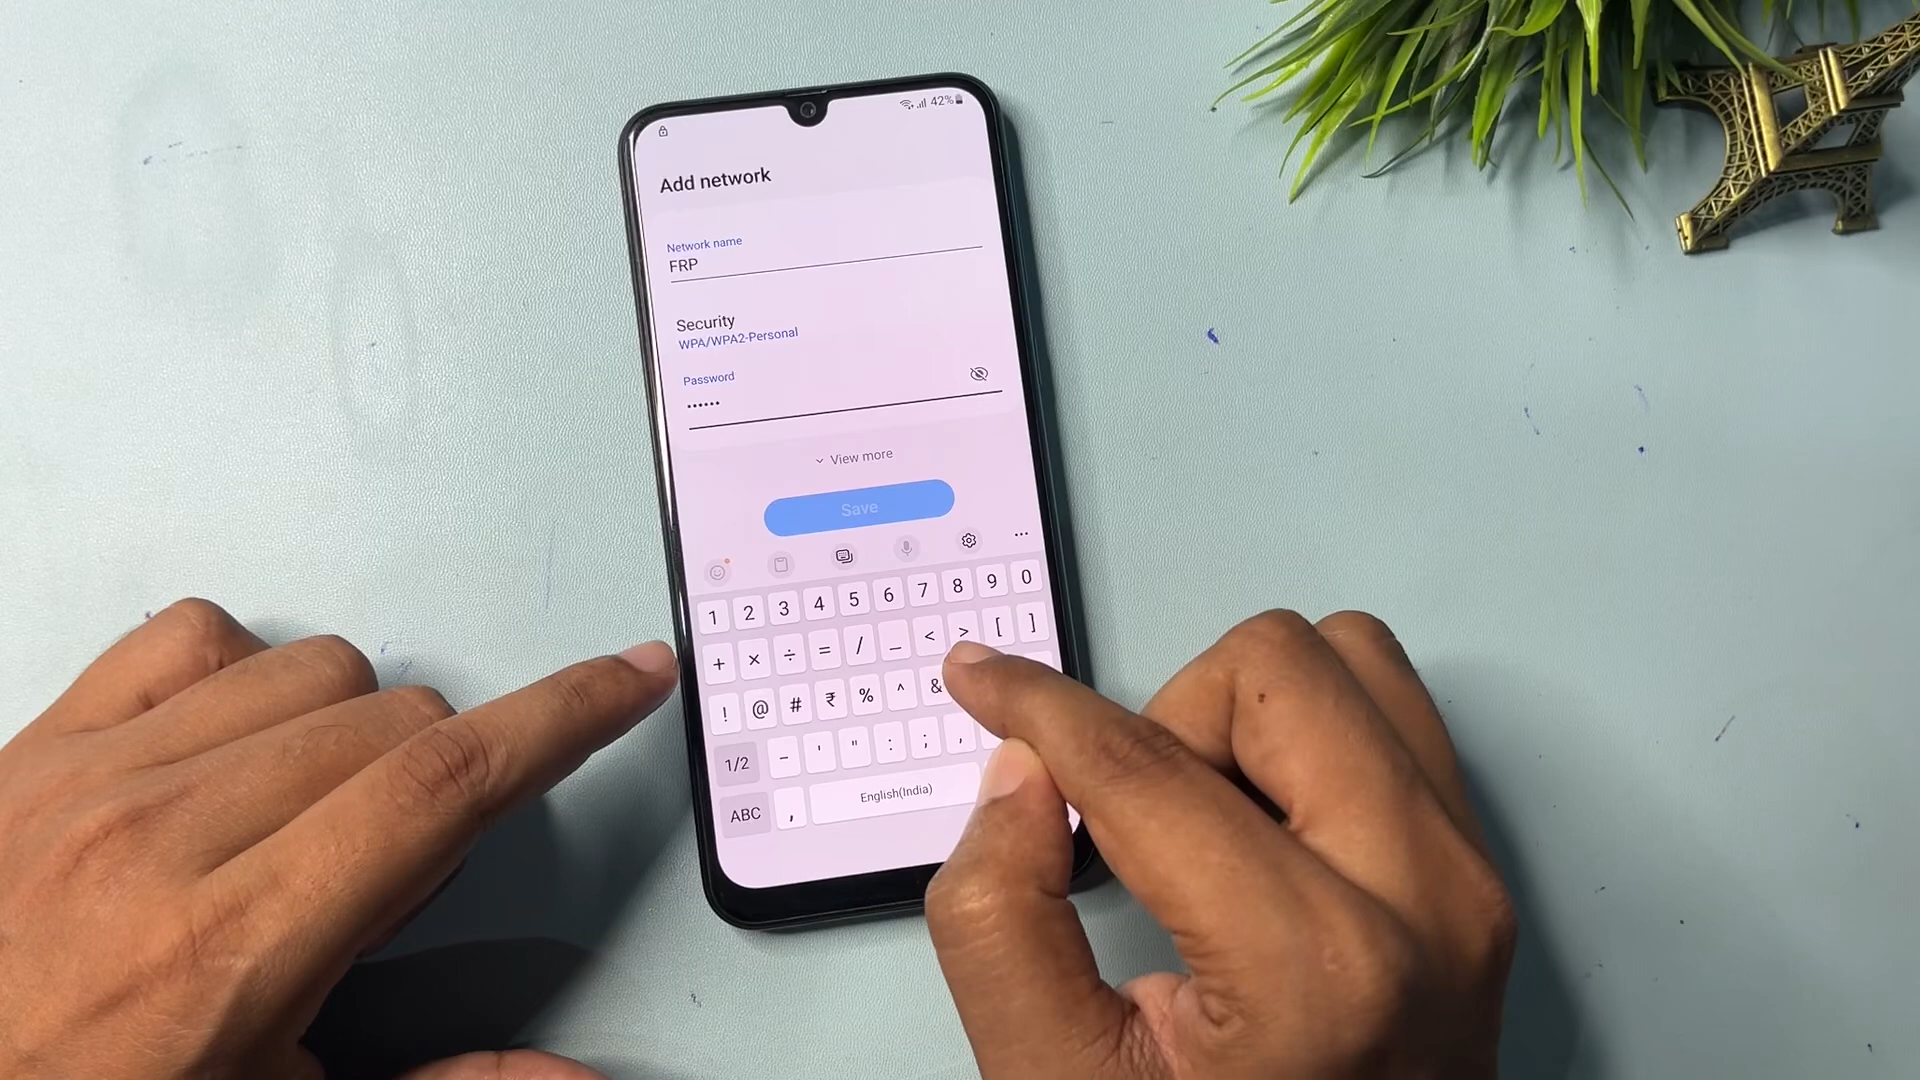 42%
Add network
Network name
FRP
Security
WPA/WPA2-Personal
Password
••••••
View more
Save
1 2 3 4 5 6 7 8 9 0
+ × ÷ = / _ < > [ ]
! @ # ₹ % ^ &
1/2 - ' " : ; ,
ABC , English(India)